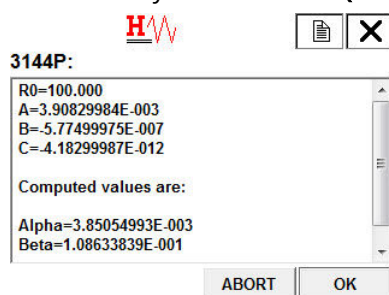 H
3144P:
R0=100.000
A=3.90829984E-003
B=-5.77499975E-007
C=-4.18299987E-012
Computed values are:
Alpha=3.85054993E-003
Beta=1.08633839E-001
ABORT OK